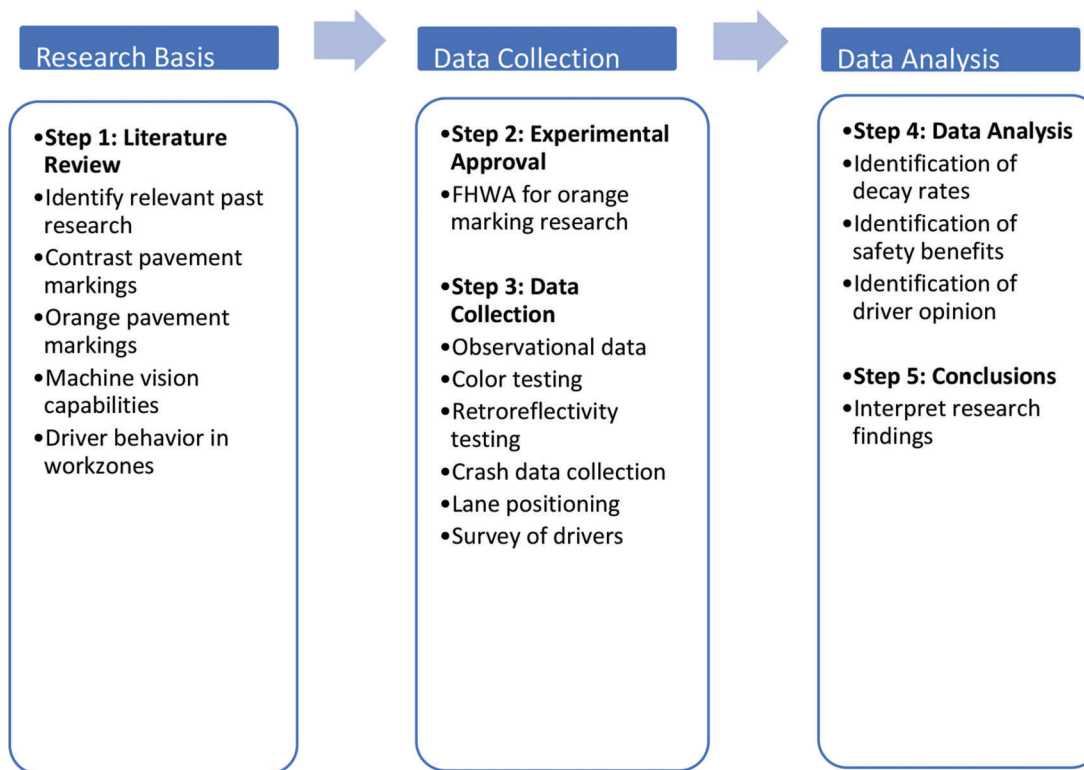 Research Basis
•Step 1: Literature
Review
•Identify relevant past
research
•Contrast pavement
markings
•Orange pavement
markings
•Machine vision
capabilities
•Driver behavior in
workzones
Data Collection
•Step 2: Experimental
Approval
•FHWA for orange
marking research
•Step 3: Data
Collection
•Observational data
•Color testing
•Retroreflectivity
testing
•Crash data collection
•Lane positioning
•Survey of drivers
Data Analysis
•Step 4: Data Analysis
•Identification of
decay rates
•Identification of
safety benefits
•Identification of
driver opinion
•Step 5: Conclusions
•Interpret research
findings